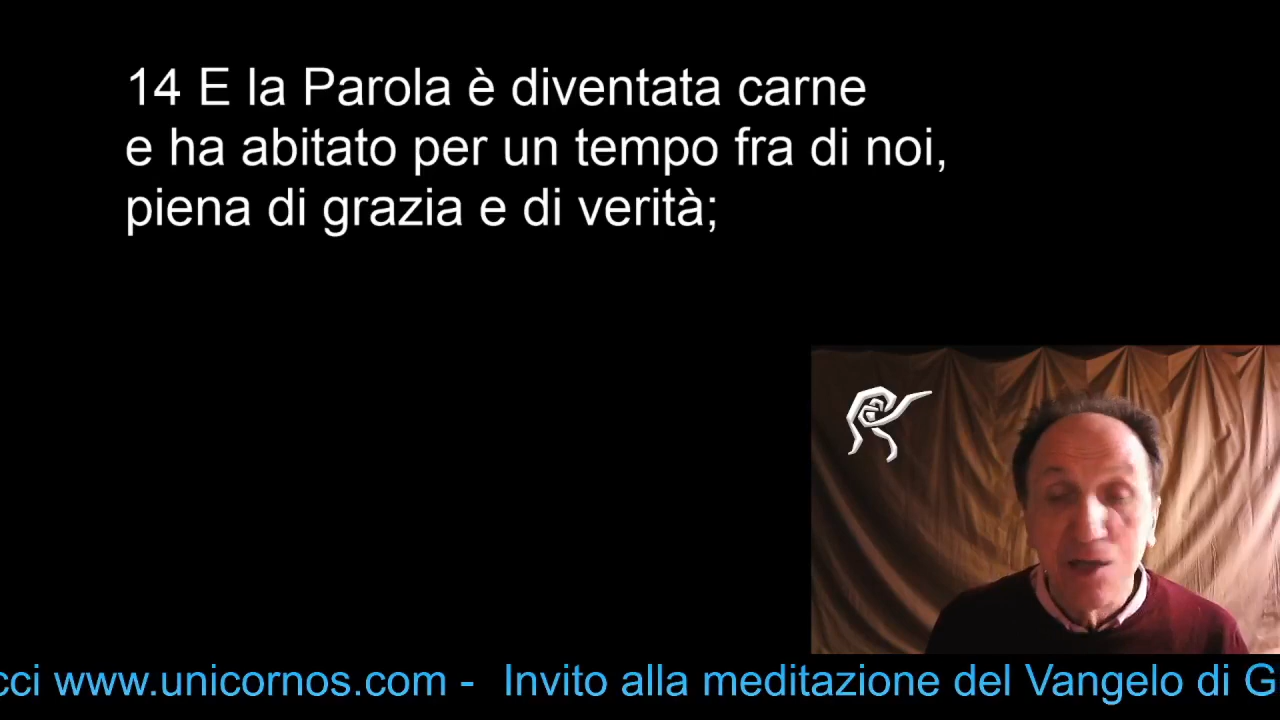 14 E la Parola è diventata carne
e ha abitato per un tempo fra di noi,
piena di grazia e di verità;
cci www.unicornos.com - Invito alla meditazione del Vangelo di G